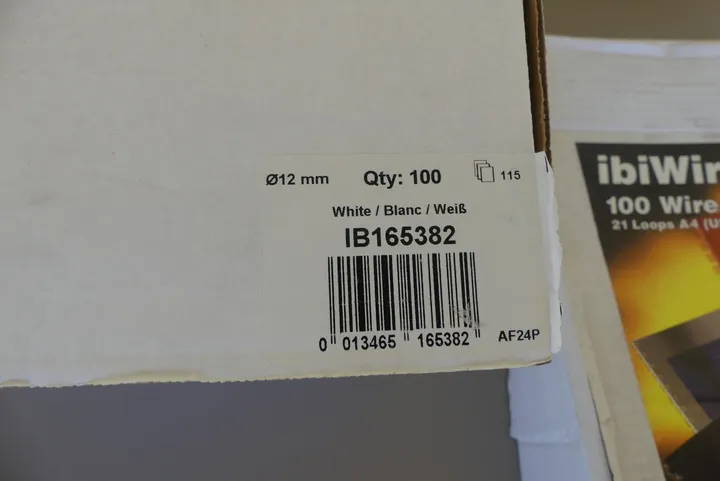 Ø12 mm Qty: 100 115
White / Blanc / Weiß
IB165382
0 013465 165382 AF24P
ibiWir
100 Wire
21 Loops A4 (U